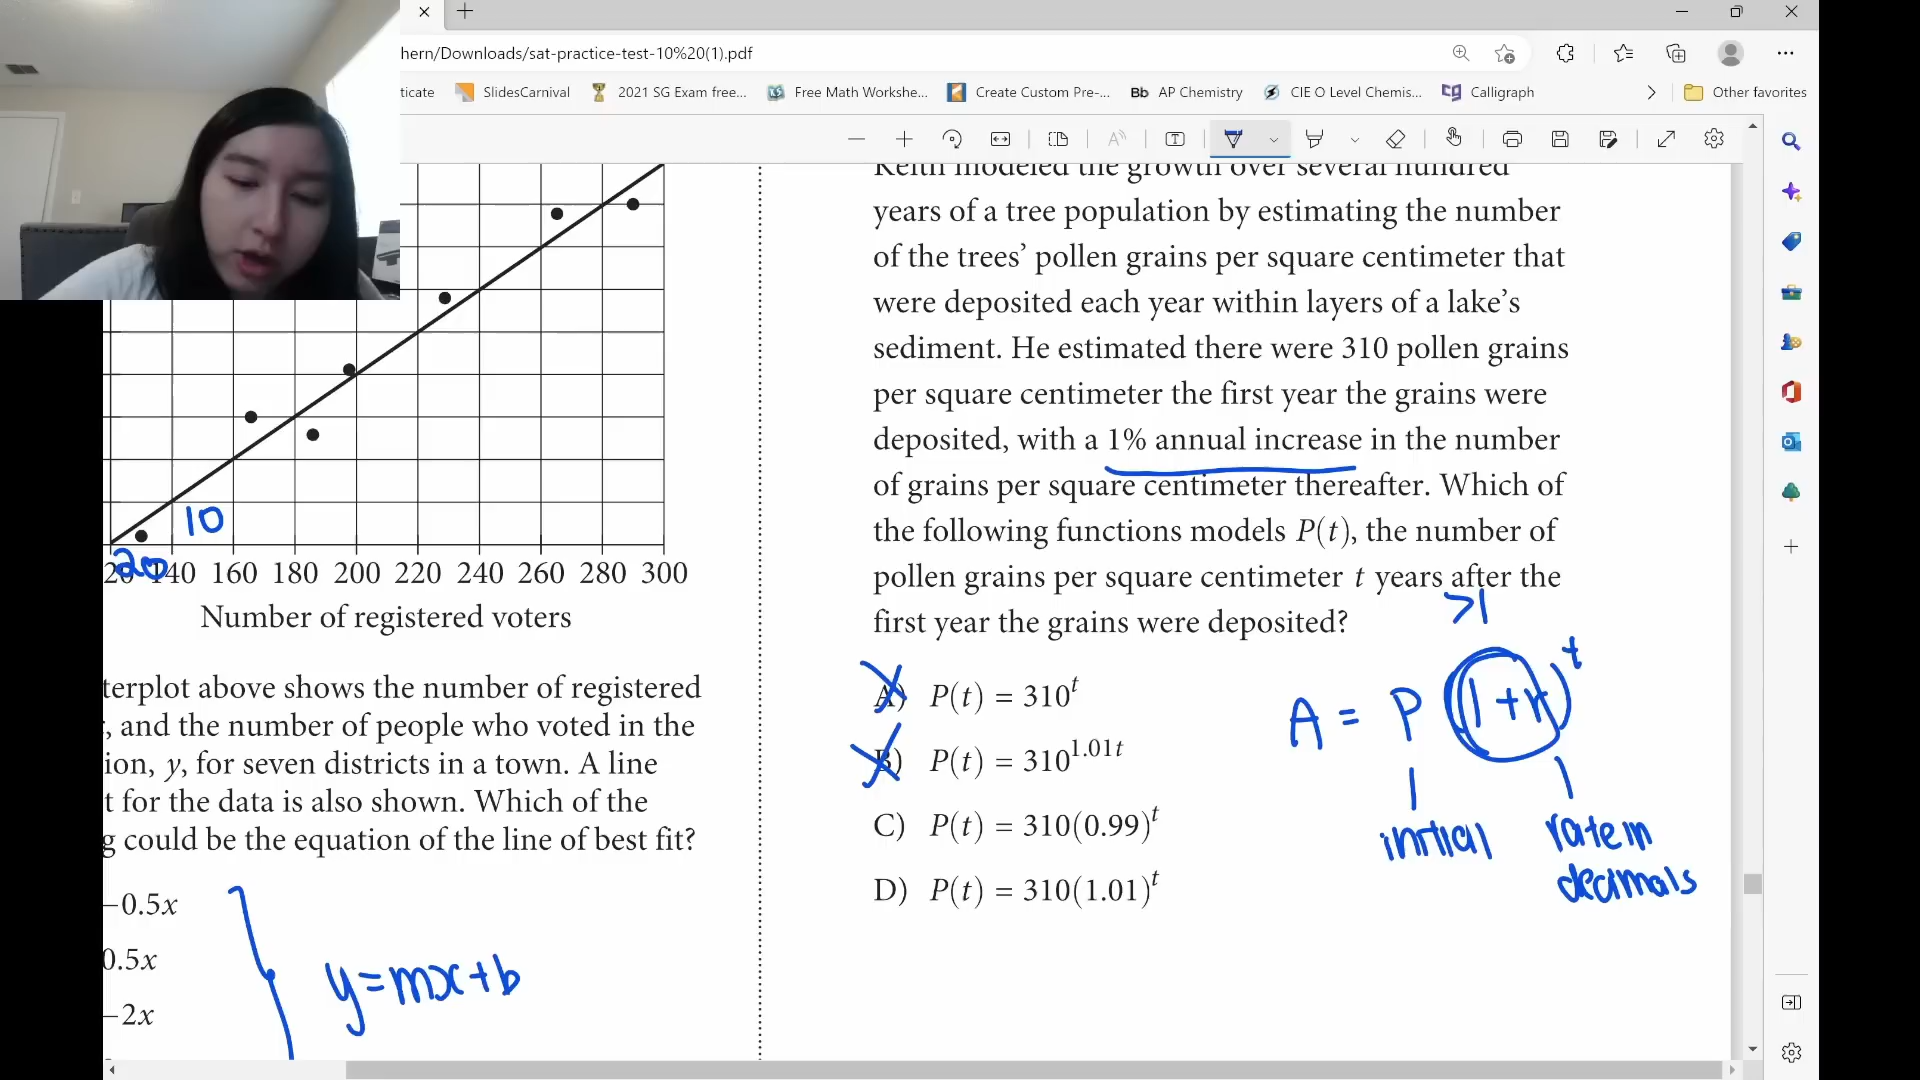 hern/Downloads/sat-practice-test-10%20(1).pdf
ticate SlidesCarnival 2021 SG Exam free... Free Math Workshe... Create Custom Pre-... Bb AP Chemistry CIE O Level Chemis... Calligraph Other favorites
Keith modeled the growth over several hundred
years of a tree population by estimating the number
of the trees’ pollen grains per square centimeter that
were deposited each year within layers of a lake’s
sediment. He estimated there were 310 pollen grains
per square centimeter the first year the grains were
deposited, with a 1% annual increase in the number
of grains per square centimeter thereafter. Which of
the following functions models P(t), the number of
pollen grains per square centimeter t years after the
first year the grains were deposited?
A) P(t) = 310^t
B) P(t) = 310^1.01t
C) P(t) = 310(0.99)^t
D) P(t) = 310(1.01)^t
>1
A = P (1+r)^t
initial
rate in
decimals
10
20
20 140 160 180 200 220 240 260 280 300
Number of registered voters
terplot above shows the number of registered
, and the number of people who voted in the
ion, y, for seven districts in a town. A line
t for the data is also shown. Which of the
g could be the equation of the line of best fit?
−0.5x
0.5x
−2x
y=mx+b